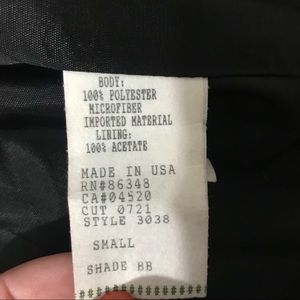 BODY:
100% POLYESTER
MICROFIBER
IMPORTED MATERIAL
LINING:
100% ACETATE
MADE IN USA
RN#86348
CA#04520
CUT 0721
STYLE 3038
SMALL
SHADE BB